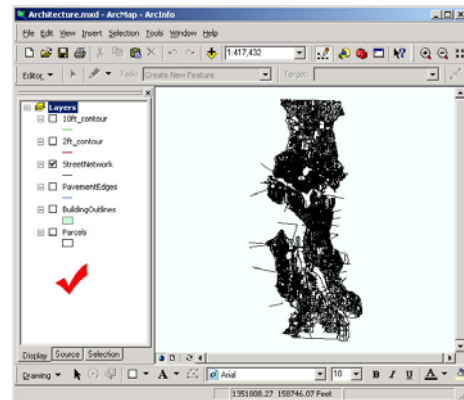 Architecture.mxd - ArcMap - ArcInfo
File Edit View Insert Selection Tools Window Help
1:417,432
Editor Task: Create New Feature Target:
Layers
10ft_contour
2ft_contour
StreetNetwork
PavementEdges
BuildingOutlines
Parcels
Display Source Selection
Drawing A Arial 10 B I U A
1351808.27 158746.07 Feet